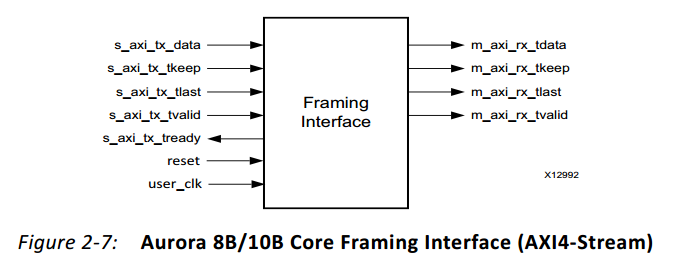 s_axi_tx_data
s_axi_tx_tkeep
s_axi_tx_tlast
s_axi_tx_tvalid
s_axi_tx_tready
reset
user_clk
Framing
Interface
m_axi_rx_tdata
m_axi_rx_tkeep
m_axi_rx_tlast
m_axi_rx_tvalid
X12992
Figure 2-7: Aurora 8B/10B Core Framing Interface (AXI4-Stream)